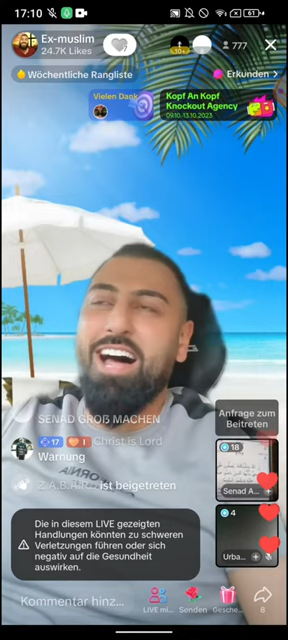 17:10
61
Ex-muslim
24.7K Likes
10+
777
Wöchentliche Rangliste
Erkunden >
Vielen Dank
Kopf An Kopf
Knockout Agency
09.10-13.10.2023
SENAD GROß MACHEN
17 1 Christ is Lord
Warnung
Z.A.B.A.R. ist beigetreten
Anfrage zum
Beitreten
18
Senad A...
4
Urba...
Die in diesem LIVE gezeigten
Handlungen könnten zu schweren
Verletzungen führen oder sich
negativ auf die Gesundheit
auswirken.
Kommentar hinz...
LIVE mi...
Senden
Gesche...
8